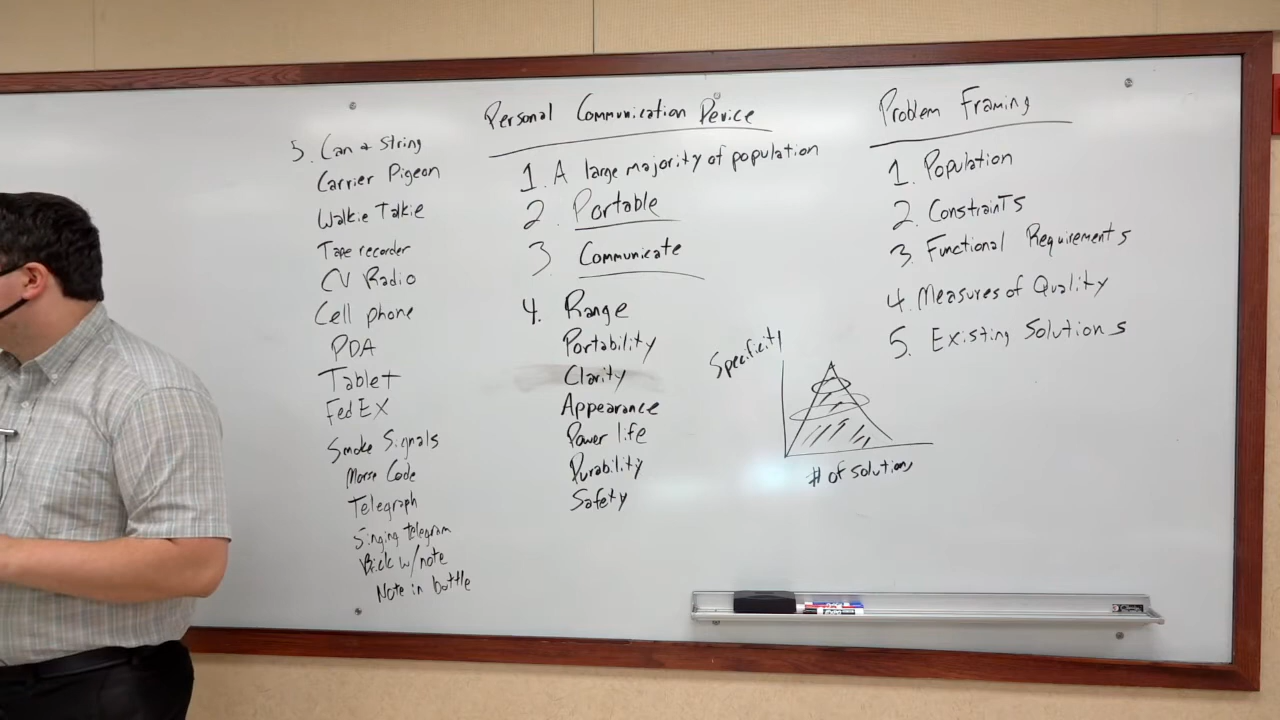 5. Can & String
Carrier Pigeon
Walkie Talkie
Tape recorder
CV Radio
Cell phone
PDA
Tablet
Fed EX
Smoke Signals
Morse Code
Telegraph
Singing telegram
Brick w/note
Note in bottle
Personal Communication Device
1. A large majority of population
2. Portable
3 Communicate
4. Range
Portability
Clarity
Appearance
Power life
Durability
Safety
Problem Framing
1. Population
2. Constraints
3. Functional Requirements
4. Measures of Quality
5. Existing Solutions
Specificity
# of solutions